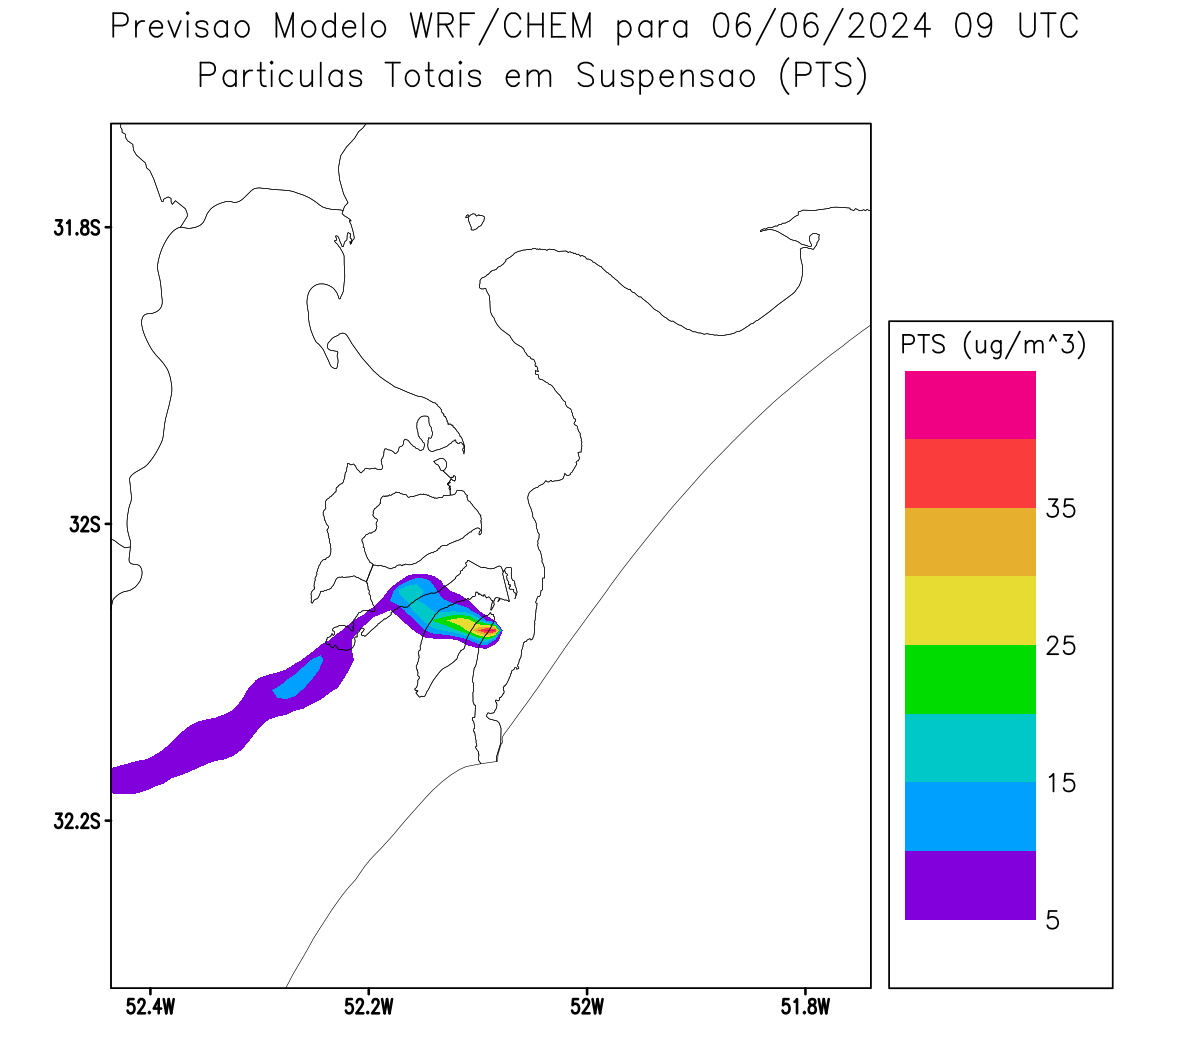 Previsao Modelo WRF/CHEM para 06/06/2024 09 UTC
Particulas Totais em Suspensao (PTS)
31.8S
32S
32.2S
52.4W
52.2W
52W
51.8W
PTS (ug/m^3)
35
25
15
5